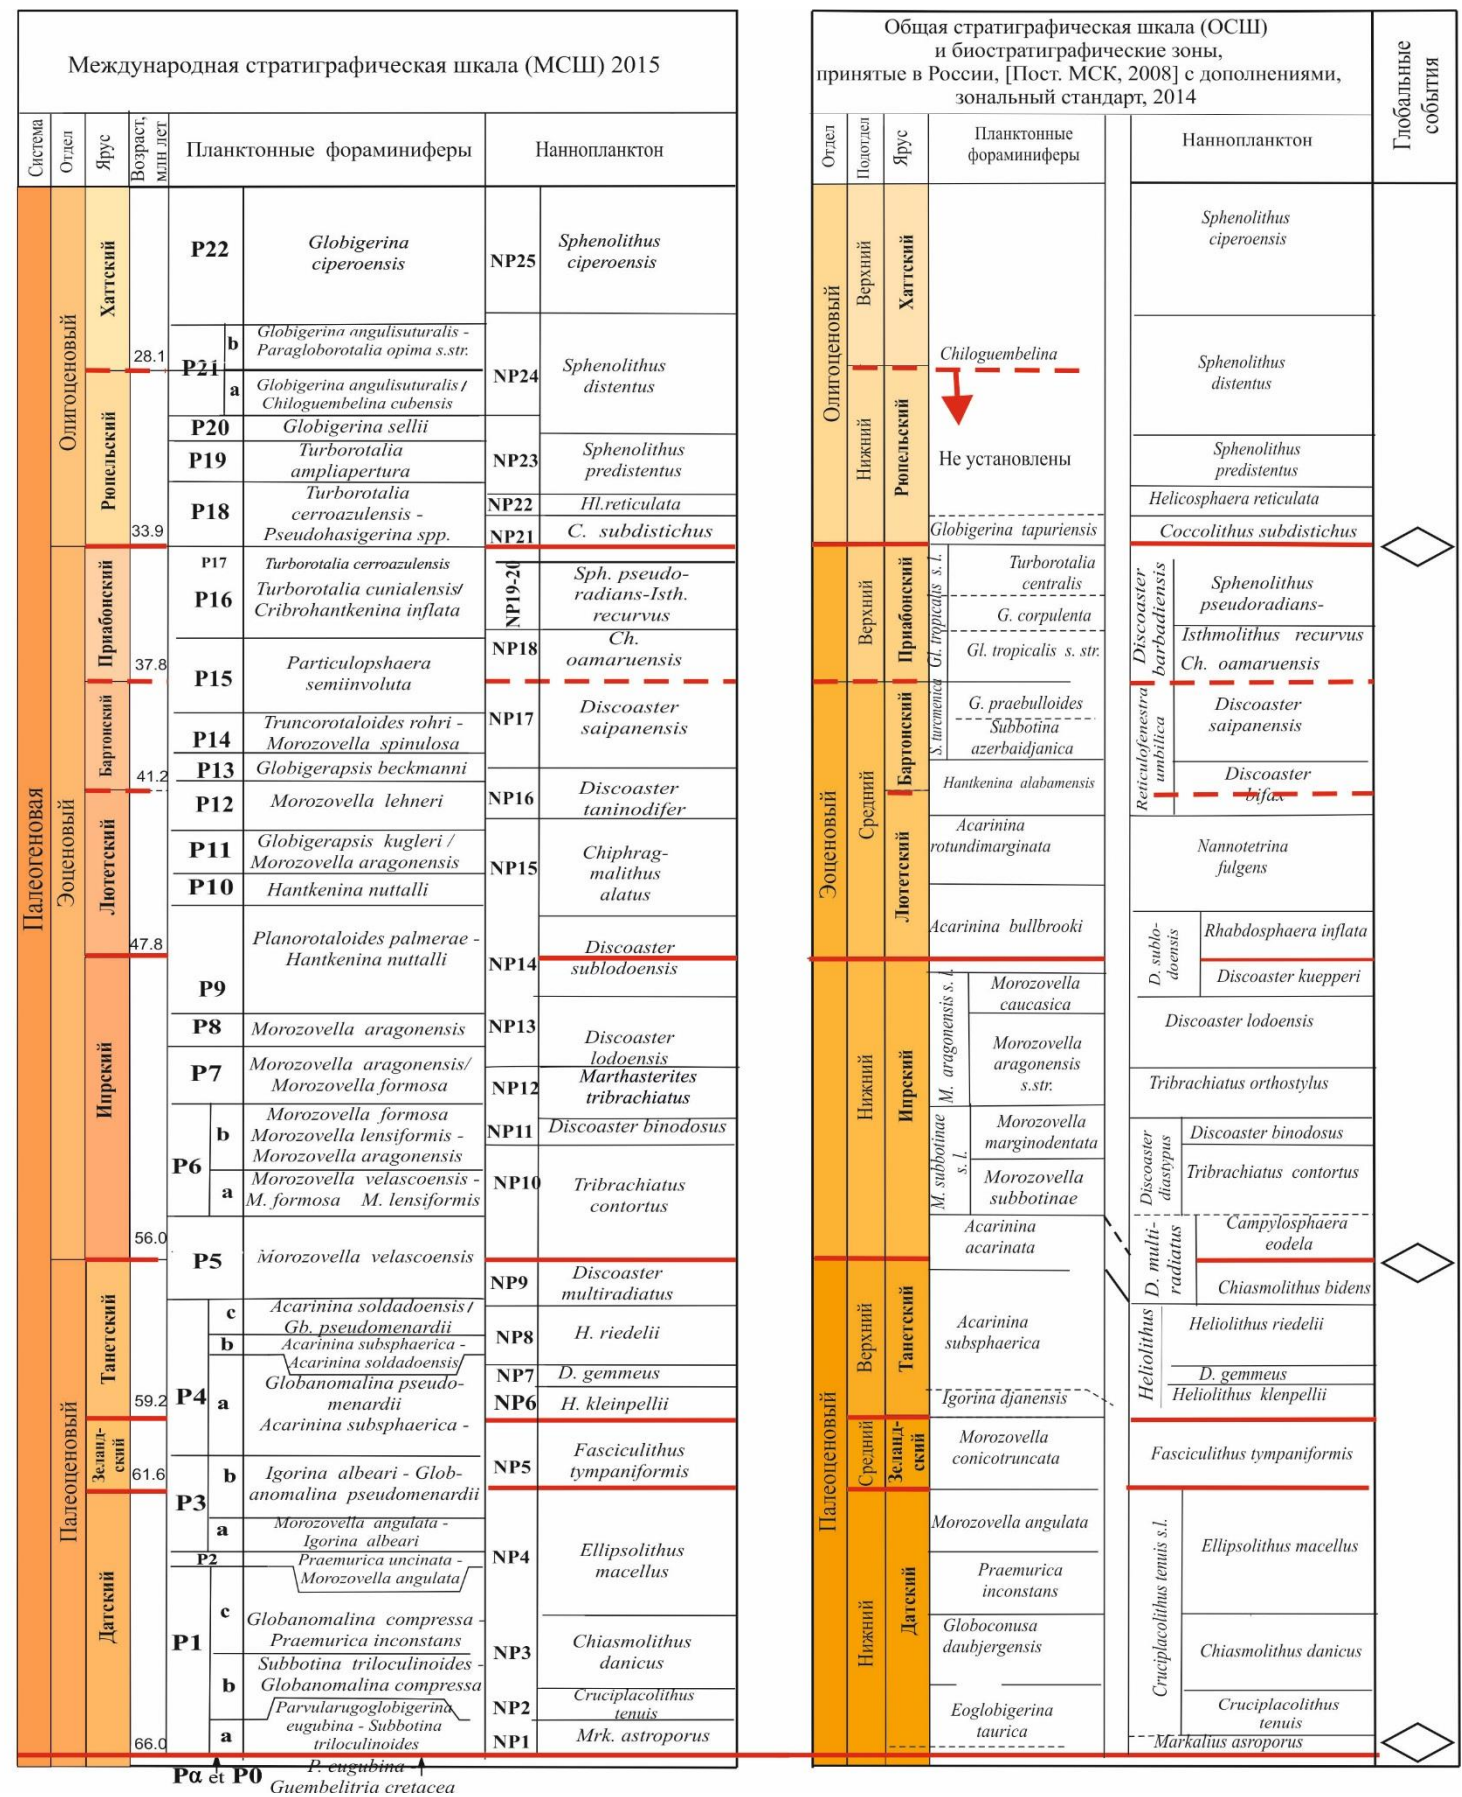 Международная стратиграфическая шкала (МСШ) 2015
Общая стратиграфическая шкала (ОСШ)
и биостратиграфические зоны,
принятые в России, [Пост. МСК, 2008] с дополнениями,
зональный стандарт, 2014
Глобальные
события
Система
Отдел
Ярус
Возраст,
млн лет
Планктонные фораминиферы
Наннопланктон
Отдел
Подотдел
Ярус
Планктонные
фораминиферы
Наннопланктон
Палеогеновая
Олигоценовый
Эоценовый
Палеоценовый
Хаттский
Рюпельский
Приабонский
Бартонский
Лютетский
Ипрский
Танетский
Зеланд-
ский
Датский
28.1
33.9
37.8
41.2
47.8
56.0
59.2
61.6
66.0
P22
Globigerina
ciperoensis
P21
b
Globigerina angulisuturalis -
Paragloborotalia opima s.str.
a
Globigerina angulisuturalis /
Chiloguembelina cubensis
P20
Globigerina sellii
P19
Turborotalia
ampliapertura
P18
Turborotalia
cerroazulensis -
Pseudohasigerina spp.
P17
Turborotalia cerroazulensis
P16
Turborotalia cunialensis/
Cribrohantkenina inflata
P15
Particulopshaera
semiinvoluta
P14
Truncorotaloides rohri -
Morozovella spinulosa
P13
Globigerapsis beckmanni
P12
Morozovella lehneri
P11
Globigerapsis kugleri /
Morozovella aragonensis
P10
Hantkenina nuttalli
P9
Planorotaloides palmerae -
Hantkenina nuttalli
P8
Morozovella aragonensis
P7
Morozovella aragonensis/
Morozovella formosa
P6
b
Morozovella formosa
Morozovella lensiformis -
Morozovella aragonensis
a
Morozovella velascoensis -
M. formosa M. lensiformis
P5
Morozovella velascoensis
P4
c
Acarinina soldadoensis/
Gb. pseudomenardii
b
Acarinina subsphaerica -
Acarinina soldadoensis
a
Globanomalina pseudo-
menardii
Acarinina subsphaerica -
P3
b
Igorina albeari - Glob-
anomalina pseudomenardii
a
Morozovella angulata -
Igorina albeari
P2
Praemurica uncinata -
Morozovella angulata
P1
c
Globanomalina compressa -
Praemurica inconstans
b
Subbotina triloculinoides -
Globanomalina compressa
a
Parvularugoglobigerina
eugubina - Subbotina
triloculinoides
Pα et P0
P. eugubina -
Guembelitria cretacea
NP25
Sphenolithus
ciperoensis
NP24
Sphenolithus
distentus
NP23
Sphenolithus
predistentus
NP22
Hl.reticulata
NP21
C. subdistichus
NP19-20
Sph. pseudo-
radians-Isth.
recurvus
NP18
Ch.
oamaruensis
NP17
Discoaster
saipanensis
NP16
Discoaster
taninodifer
NP15
Chiphrag-
malithus
alatus
NP14
Discoaster
sublodoensis
NP13
Discoaster
lodoensis
NP12
Marthasterites
tribrachiatus
NP11
Discoaster binodosus
NP10
Tribrachiatus
contortus
NP9
Discoaster
multiradiatus
NP8
H. riedelii
NP7
D. gemmeus
NP6
H. kleinpellii
NP5
Fasciculithus
tympaniformis
NP4
Ellipsolithus
macellus
NP3
Chiasmolithus
danicus
NP2
Cruciplacolithus
tenuis
NP1
Mrk. astroporus
Олигоценовый
Эоценовый
Палеоценовый
Верхний
Нижний
Верхний
Средний
Нижний
Верхний
Средний
Нижний
Хаттский
Рюпельский
Приабонский
Бартонский
Лютетский
Ипрский
Танетский
Зеланд-
ский
Датский
Chiloguembelina
Не установлены
Globigerina tapuriensis
Gl. tropicalis s. l.
Turborotalia
centralis
G. corpulenta
Gl. tropicalis s. str.
S. turcmenica
G. praebulloides
Subbotina
azerbaidjanica
Hantkenina alabamensis
Acarinina
rotundimarginata
Acarinina bullbrooki
M. aragonensis s. l.
Morozovella
caucasica
Morozovella
aragonensis
s.str.
M. subbotinae
s. l.
Morozovella
marginodentata
Morozovella
subbotinae
Acarinina
acarinata
Acarinina
subsphaerica
Igorina djanensis
Morozovella
conicotruncata
Morozovella angulata
Praemurica
inconstans
Globoconusa
daubjergensis
Eoglobigerina
taurica
Sphenolithus
ciperoensis
Sphenolithus
distentus
Sphenolithus
predistentus
Helicosphaera reticulata
Coccolithus subdistichus
Discoaster
barbadiensis
Sphenolithus
pseudoradians-
Isthmolithus recurvus
Ch. oamaruensis
Reticulofenestra
umbilica
Discoaster
saipanensis
Discoaster
bifax
Nannotetrina
fulgens
D. sublo-
doensis
Rhabdosphaera inflata
Discoaster kuepperi
Discoaster lodoensis
Tribrachiatus orthostylus
Discoaster
diastypus
Discoaster binodosus
Tribrachiatus contortus
D. multi-
radiatus
Campylosphaera
eodela
Chiasmolithus bidens
Heliolithus
Heliolithus riedelii
D. gemmeus
Heliolithus klenpellii
Fasciculithus tympaniformis
Cruciplacolithus tenuis s.l.
Ellipsolithus macellus
Chiasmolithus danicus
Cruciplacolithus
tenuis
Markalius asroporus